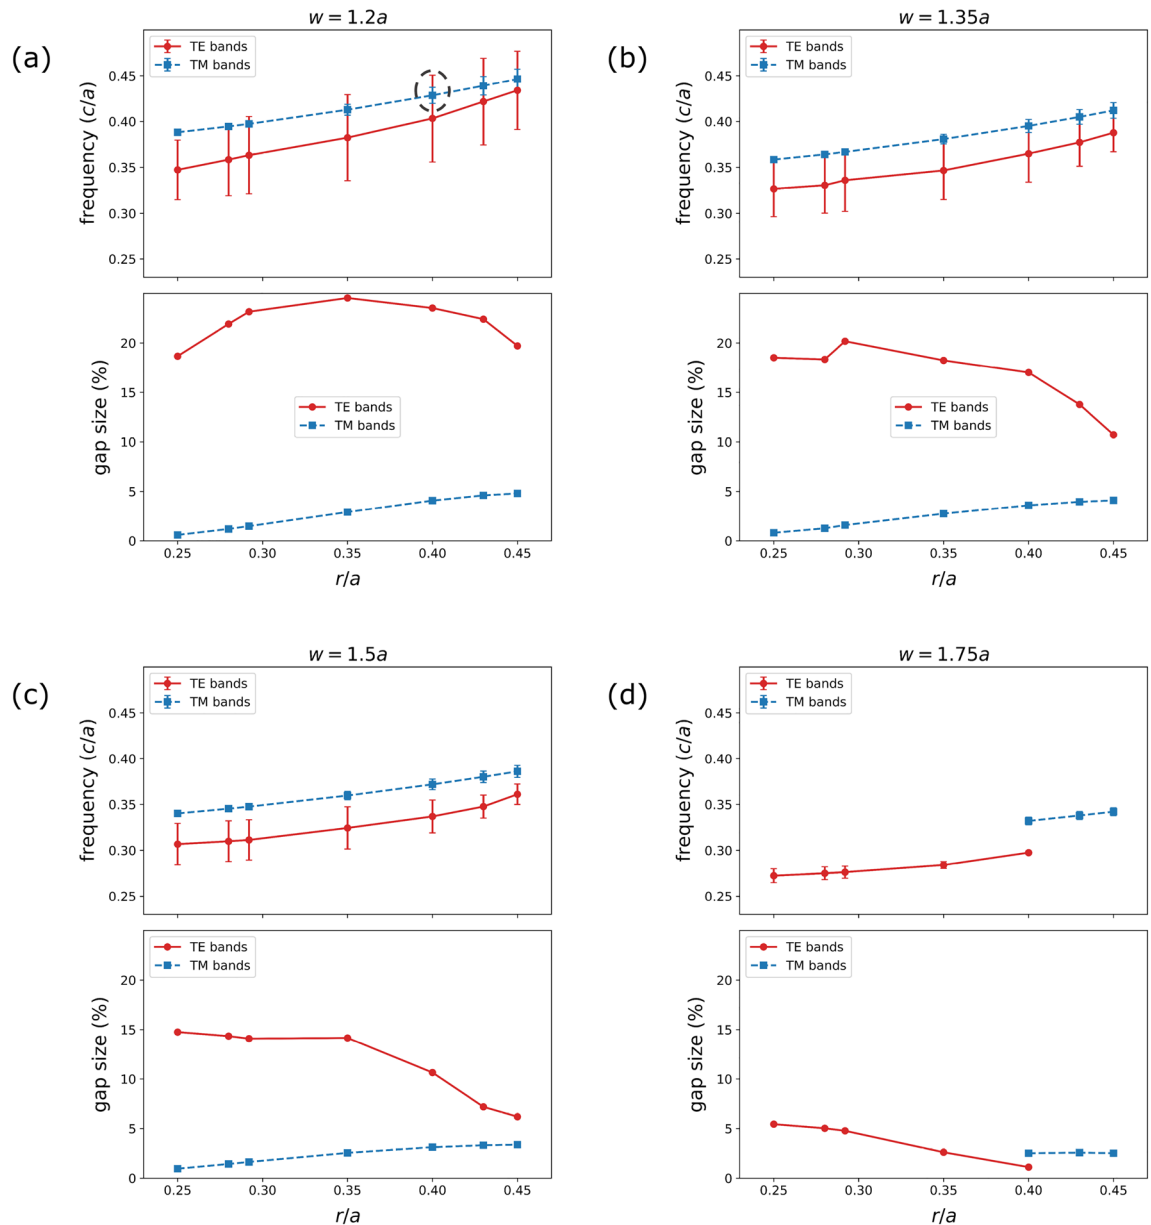 (a)
w = 1.2a
TE bands
TM bands
frequency (c/a)
0.45
0.40
0.35
0.30
0.25
TE bands
TM bands
gap size (%)
20
15
10
5
0
0.25 0.30 0.35 0.40 0.45
r/a
(b)
w = 1.35a
TE bands
TM bands
frequency (c/a)
0.45
0.40
0.35
0.30
0.25
TE bands
TM bands
gap size (%)
20
15
10
5
0
0.25 0.30 0.35 0.40 0.45
r/a
(c)
w = 1.5a
TE bands
TM bands
frequency (c/a)
0.45
0.40
0.35
0.30
0.25
TE bands
TM bands
gap size (%)
20
15
10
5
0
0.25 0.30 0.35 0.40 0.45
r/a
(d)
w = 1.75a
TE bands
TM bands
frequency (c/a)
0.45
0.40
0.35
0.30
0.25
TE bands
TM bands
gap size (%)
20
15
10
5
0
0.25 0.30 0.35 0.40 0.45
r/a